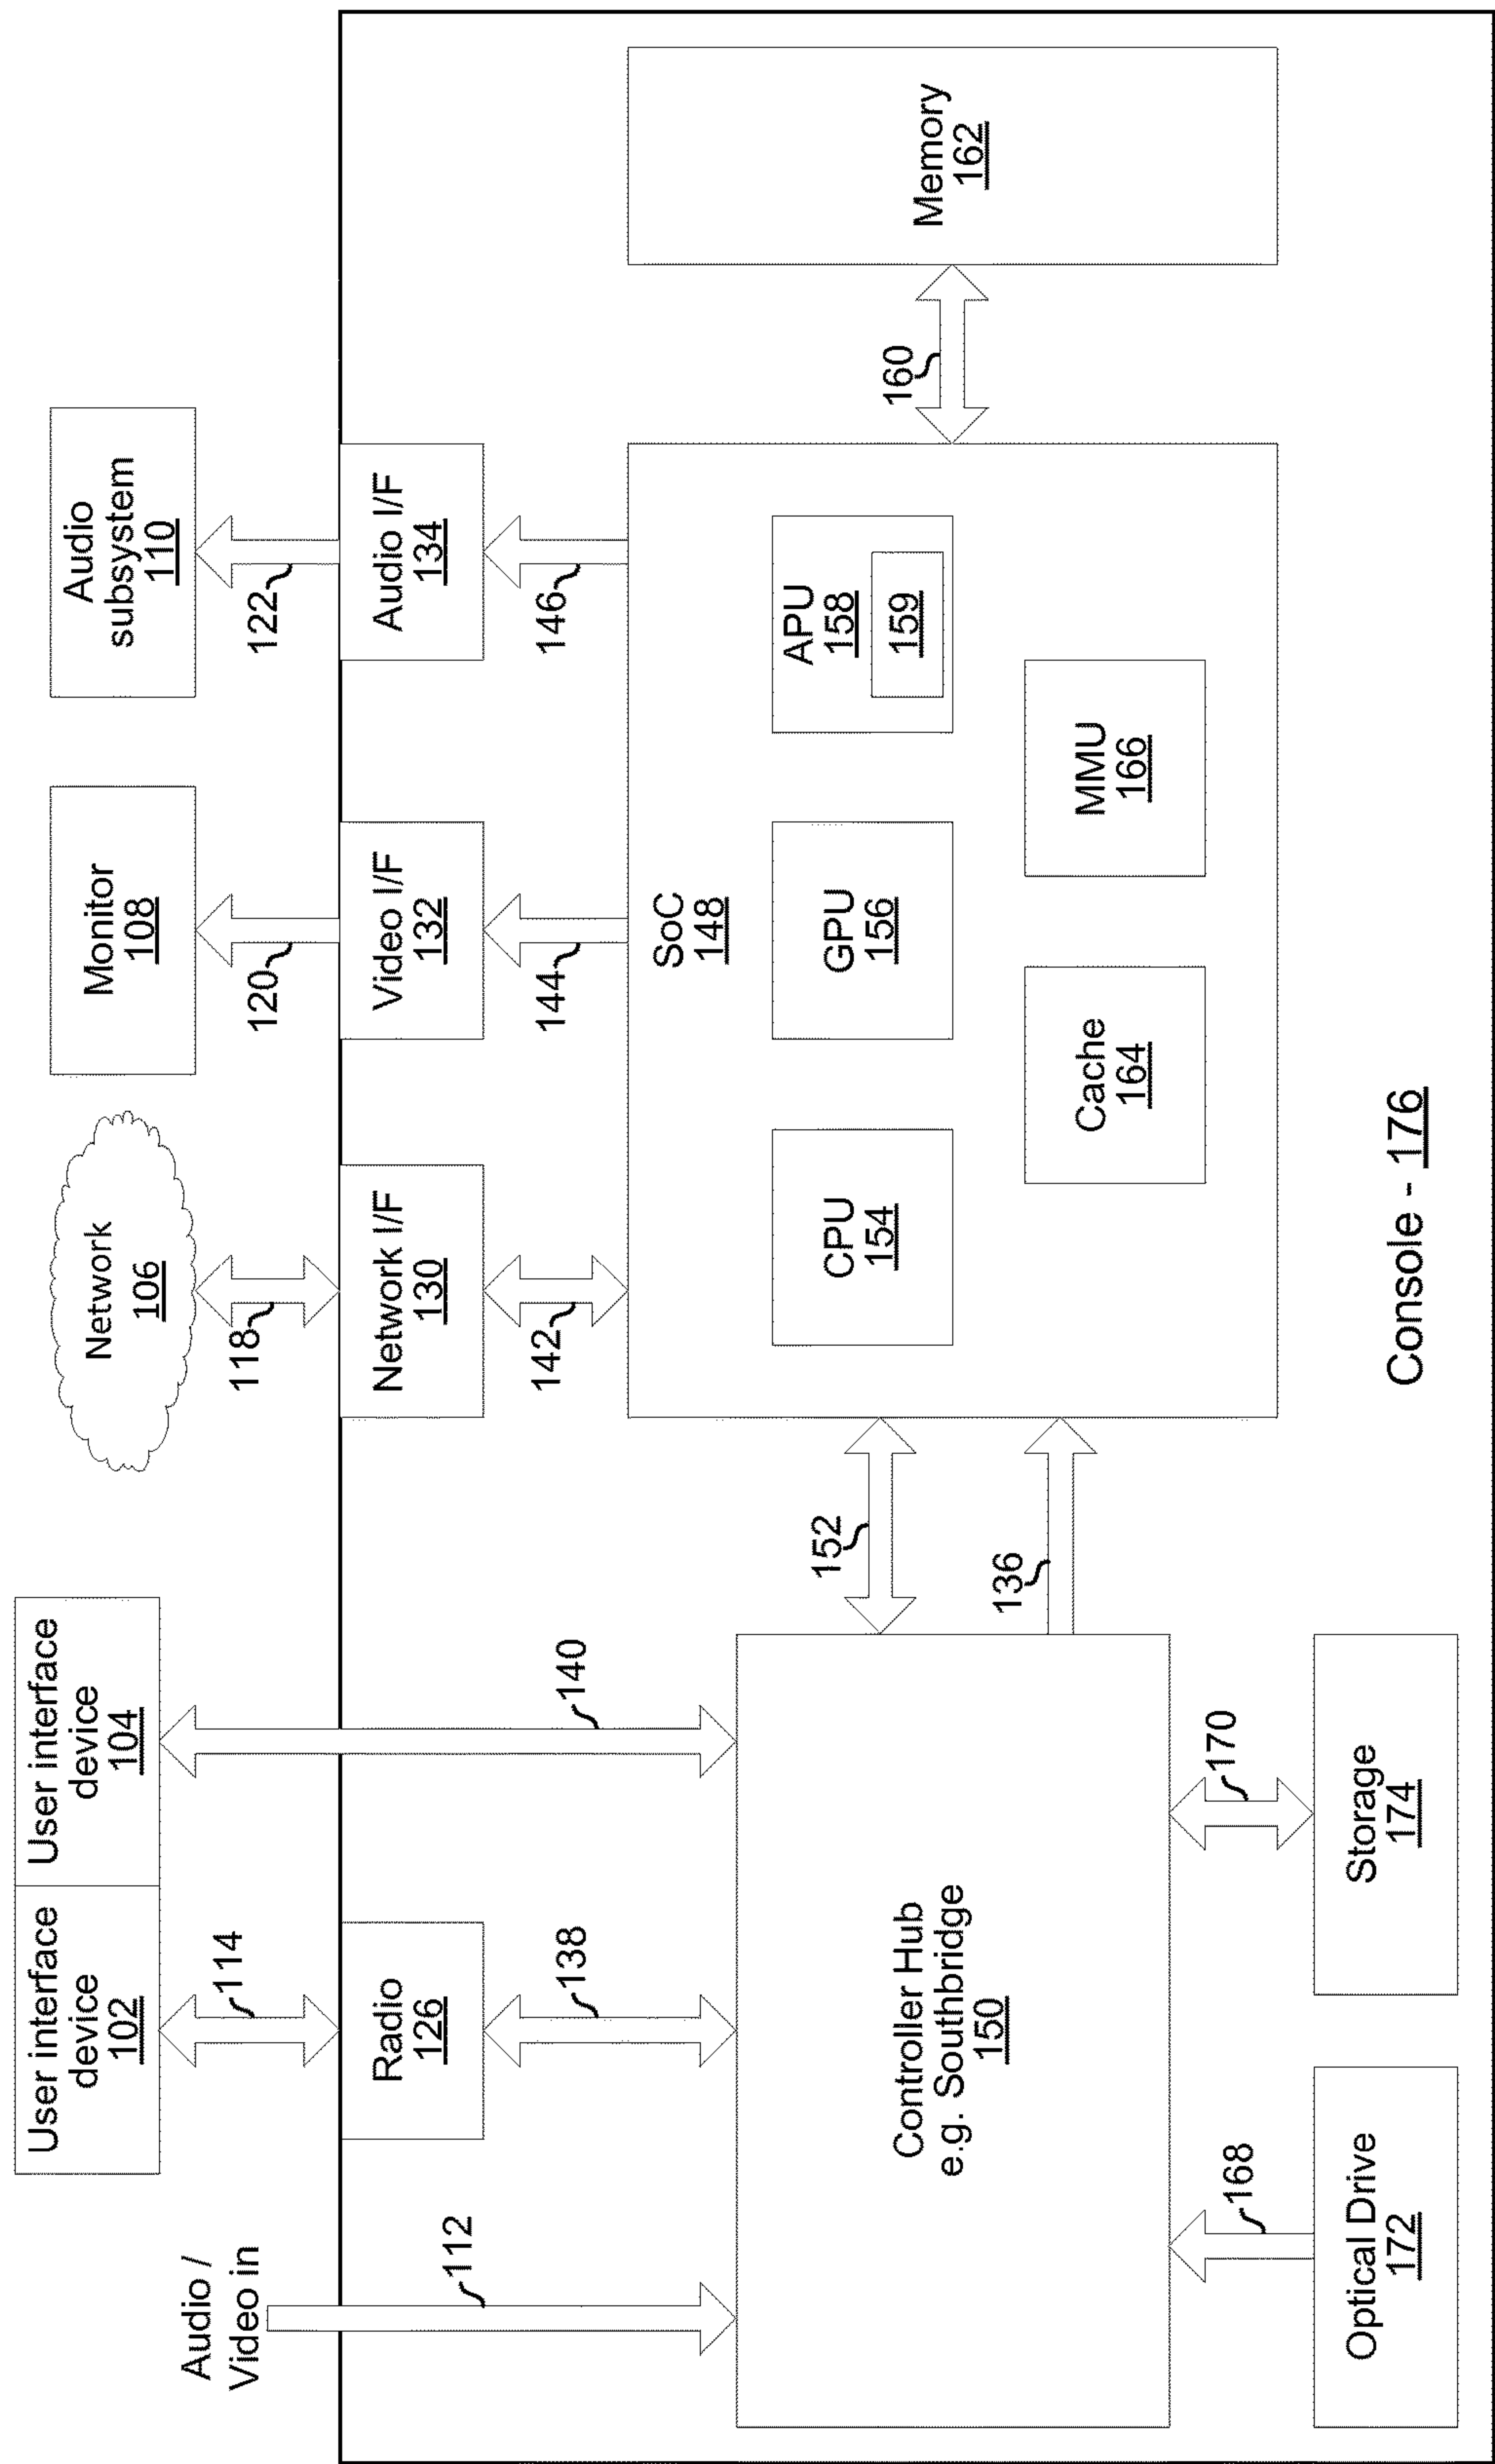 User interface
device
102
User interface
device
104
Network
106
Monitor
108
Audio
subsystem
110
Audio /
Video in
114
118
120
122
Radio
126
Network I/F
130
Video I/F
132
Audio I/F
134
112
138
140
142
144
146
Controller Hub
e.g. Southbridge
150
152
136
SoC
148
CPU
154
GPU
156
APU
158
159
Cache
164
MMU
166
160
Memory
162
168
170
Optical Drive
172
Storage
174
Console - 176